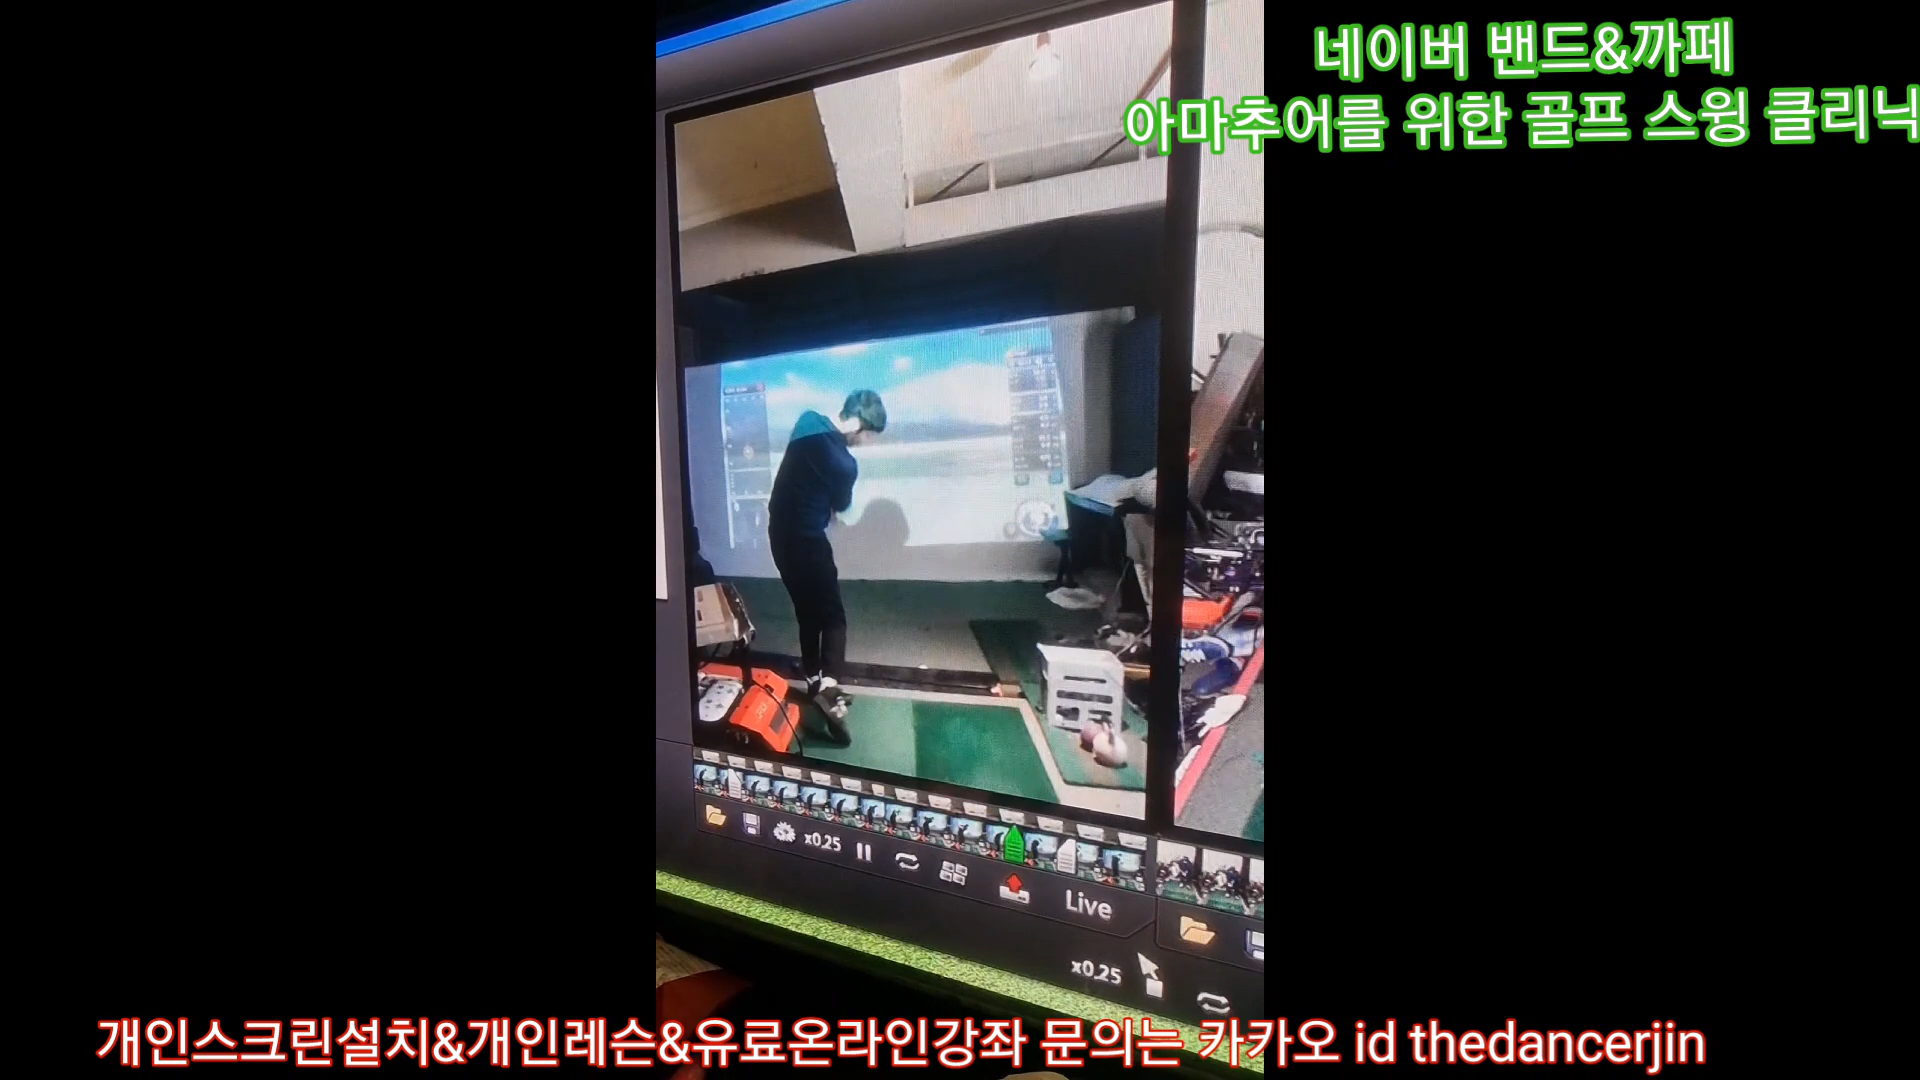 네이버 밴드&까페
아마추어를 위한 골프 스윙 클리닉
x0.25
Live
x0.25
개인스크린설치&개인레슨&유료온라인강좌 문의는 카카오 id thedancerjin